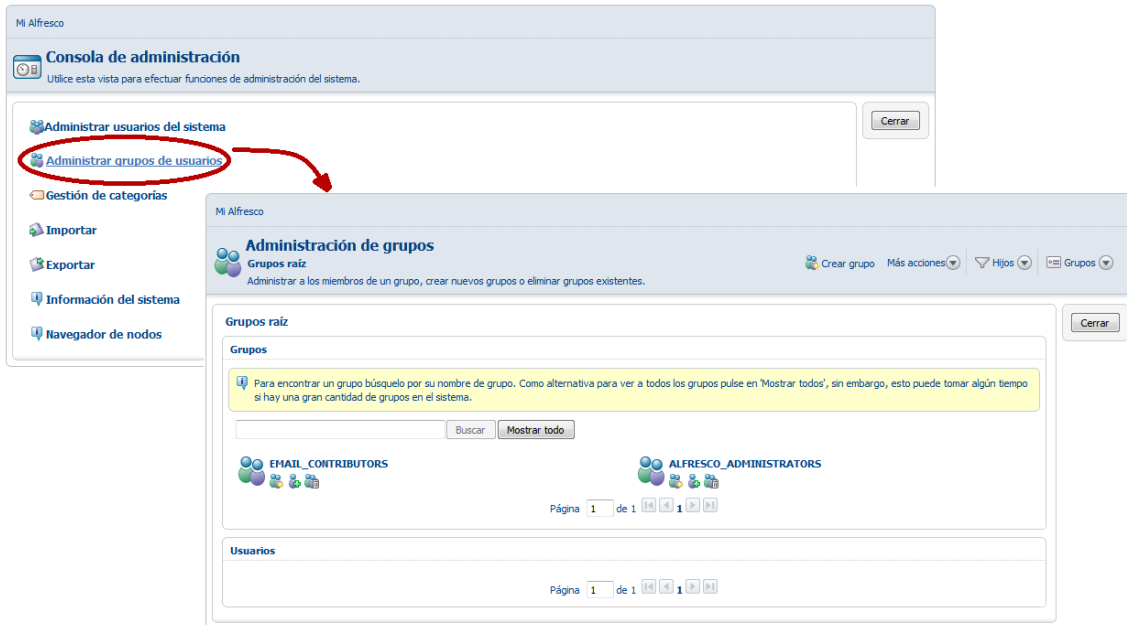 Mi Alfresco
Consola de administración
Utilice esta vista para efectuar funciones de administración del sistema.
Administrar usuarios del sistema
Cerrar
Administrar grupos de usuarios
Gestión de categorías
Importar
Exportar
Información del sistema
Navegador de nodos
Mi Alfresco
Administración de grupos
Grupos raíz
Administrar a los miembros de un grupo, crear nuevos grupos o eliminar grupos existentes.
Crear grupo Más acciones Hijos Grupos
Grupos raíz
Cerrar
Grupos
Para encontrar un grupo búsquelo por su nombre de grupo. Como alternativa para ver a todos los grupos pulse en 'Mostrar todos', sin embargo, esto puede tomar algún tiempo
si hay una gran cantidad de grupos en el sistema.
Buscar Mostrar todo
EMAIL_CONTRIBUTORS ALFRESCO_ADMINISTRATORS
Página 1 de 1 1
Usuarios
Página 1 de 1 1